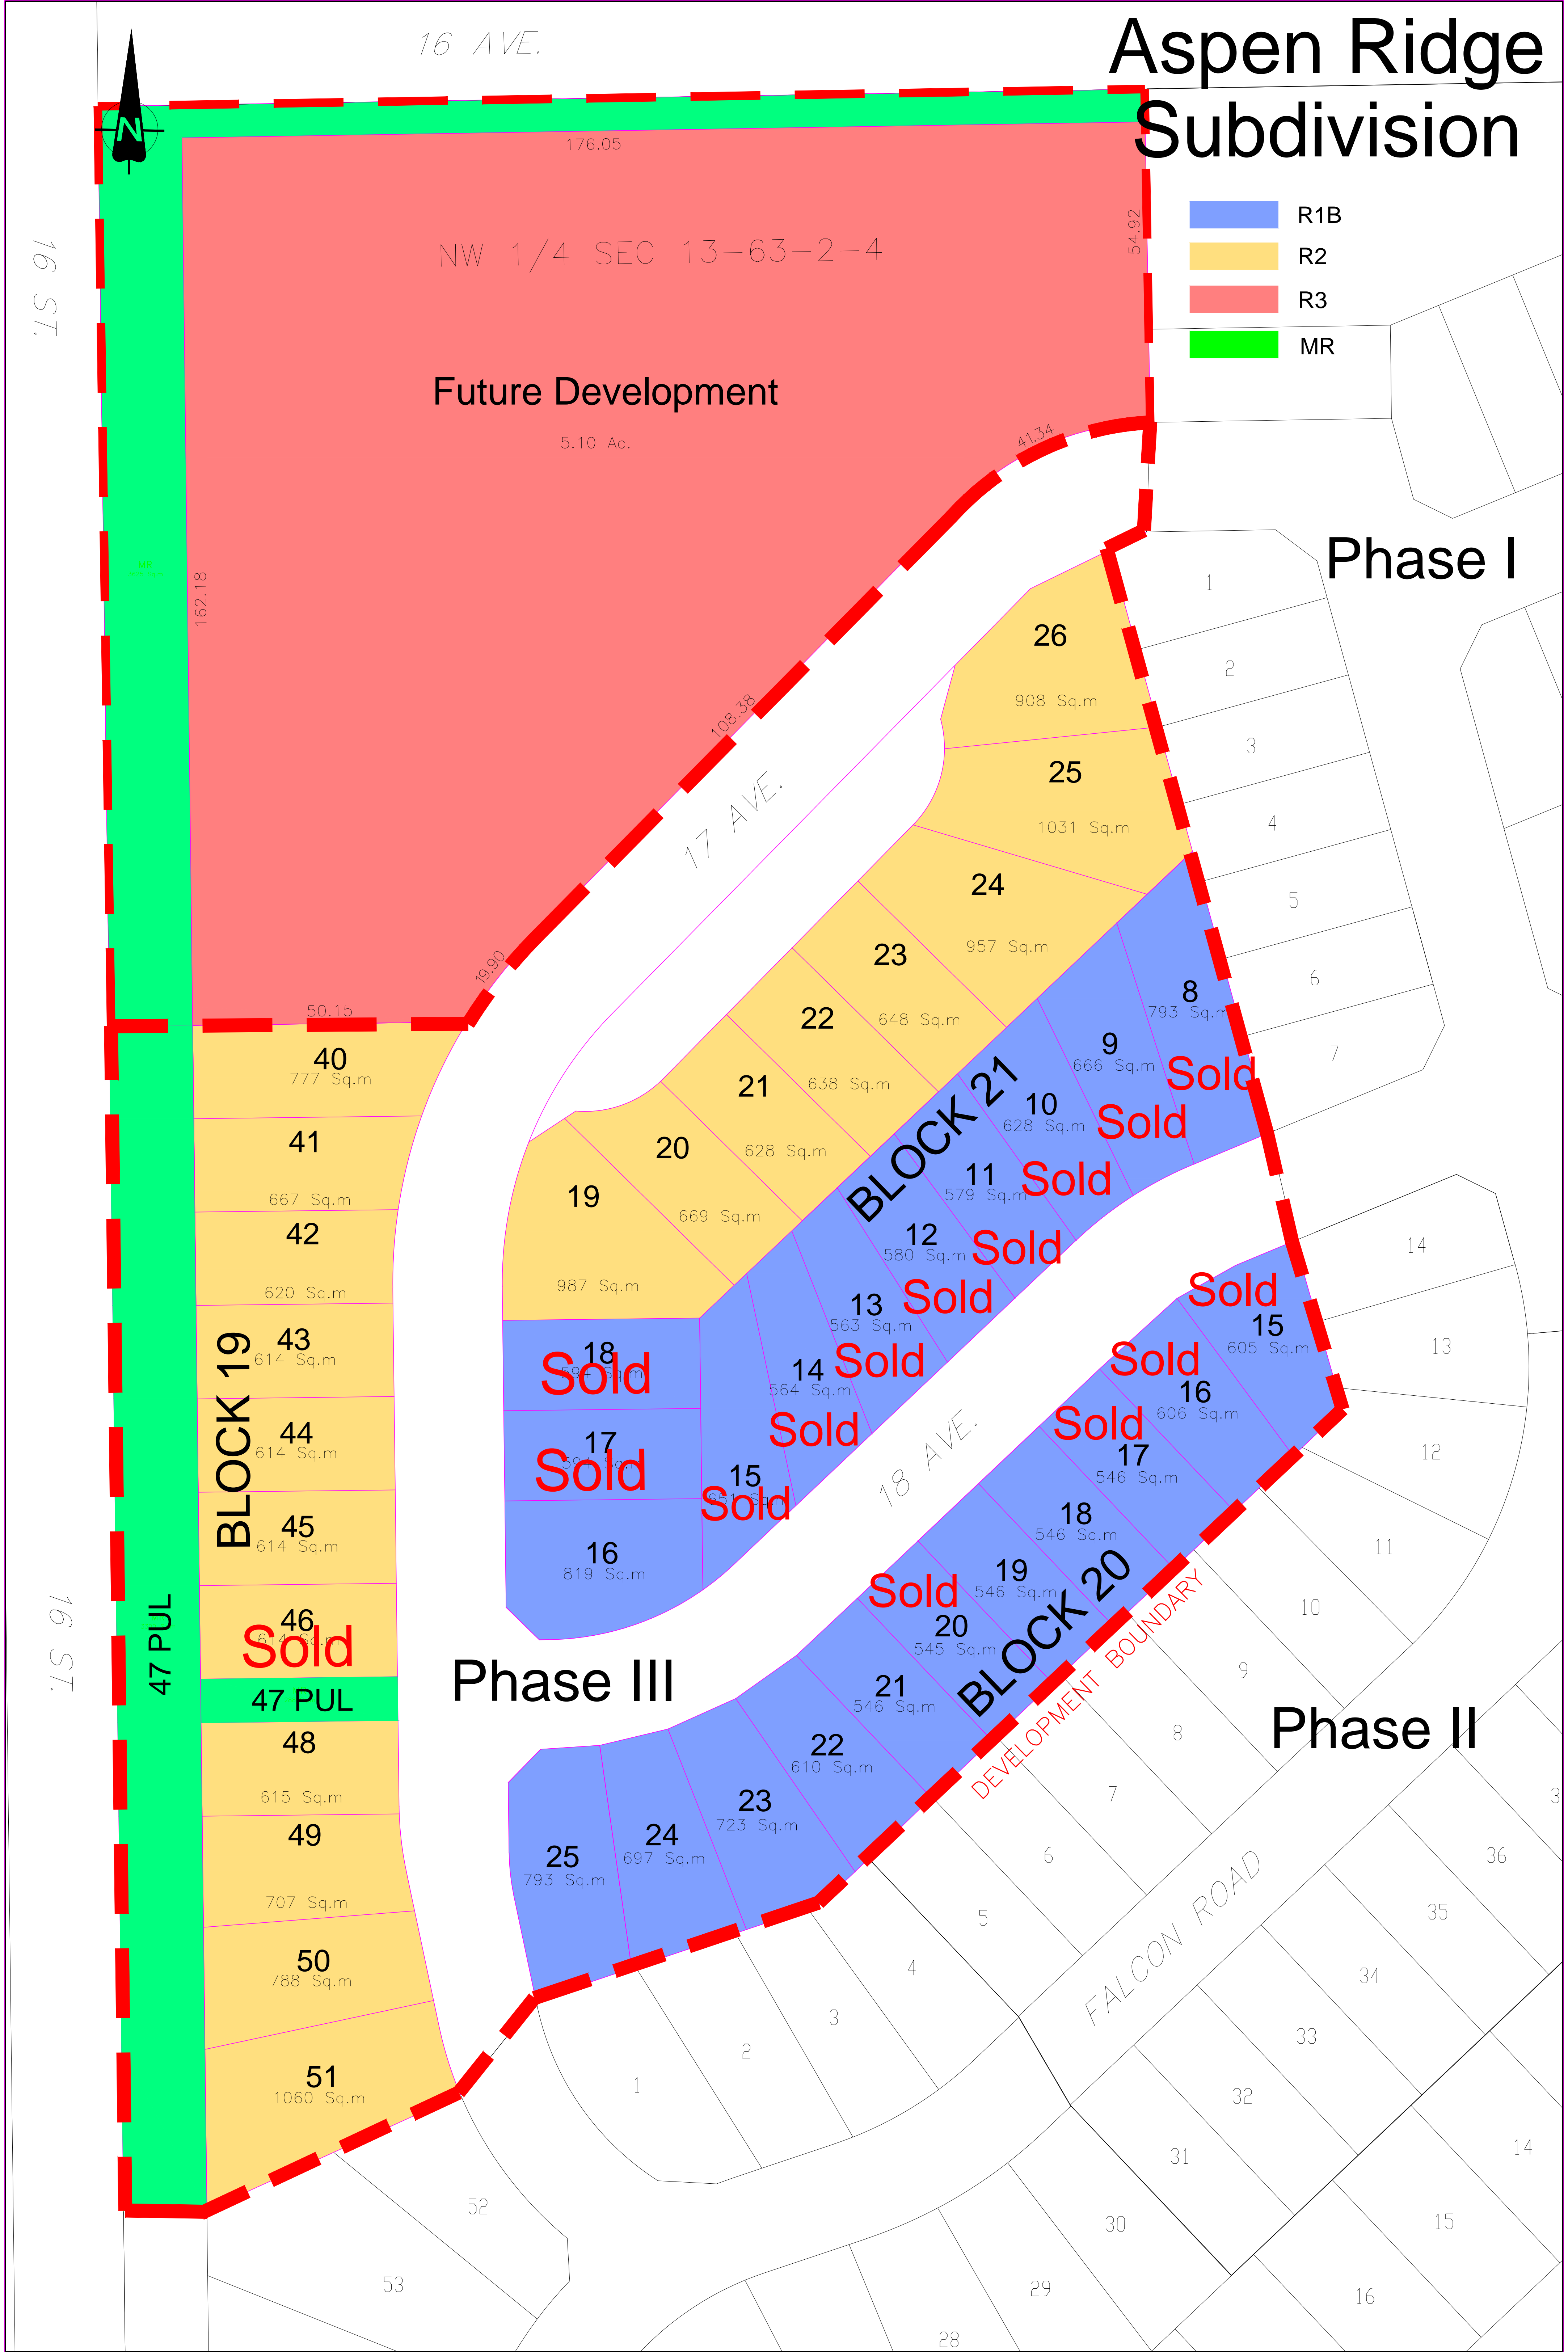 Aspen Ridge
Subdivision
16 AVE.
N
R1B
R2
R3
MR
176.05
54.92
16 ST.
NW 1/4 SEC 13-63-2-4
Future Development
5.10 Ac.
41.34
162.18
108.38
19.90
50.15
MR
17 AVE.
Phase I
1
2
3
4
5
6
7
26
908 Sq.m
25
1031 Sq.m
24
957 Sq.m
23
648 Sq.m
22
638 Sq.m
21
628 Sq.m
20
669 Sq.m
19
987 Sq.m
BLOCK 21
8
793 Sq.m
Sold
9
666 Sq.m
Sold
10
628 Sq.m
Sold
11
579 Sq.m
Sold
12
580 Sq.m
Sold
13
563 Sq.m
Sold
14
564 Sq.m
Sold
15
651 Sq.m
Sold
18
594 Sq.m
Sold
17
594 Sq.m
Sold
16
819 Sq.m
BLOCK 19
40
777 Sq.m
41
667 Sq.m
42
620 Sq.m
43
614 Sq.m
44
614 Sq.m
45
614 Sq.m
46
614 Sq.m
Sold
47 PUL
47 PUL
48
615 Sq.m
49
707 Sq.m
50
788 Sq.m
51
1060 Sq.m
16 ST.
18 AVE.
Phase III
BLOCK 20
Sold
15
605 Sq.m
Sold
16
606 Sq.m
Sold
17
546 Sq.m
18
546 Sq.m
19
546 Sq.m
Sold
20
545 Sq.m
21
546 Sq.m
22
610 Sq.m
23
723 Sq.m
24
697 Sq.m
25
793 Sq.m
DEVELOPMENT BOUNDARY
Phase II
14
13
12
11
10
9
8
7
6
5
4
3
2
1
FALCON ROAD
3
36
35
34
33
32
31
30
29
28
14
15
16
52
53